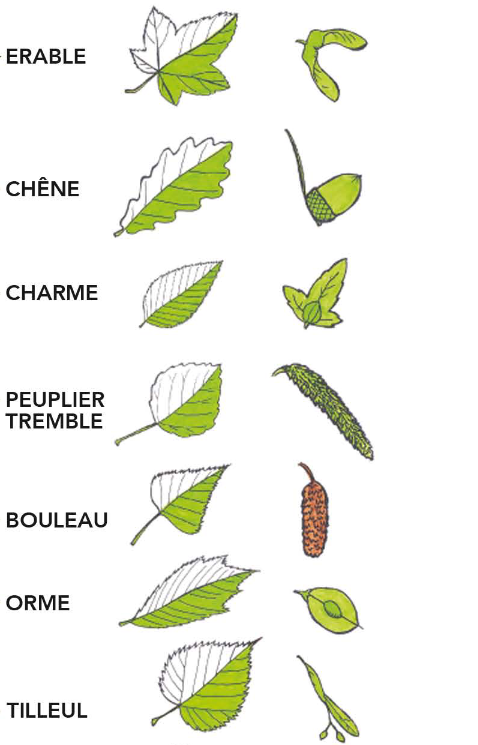 ERABLE
CHÊNE
CHARME
PEUPLIER
TREMBLE
BOULEAU
ORME
TILLEUL